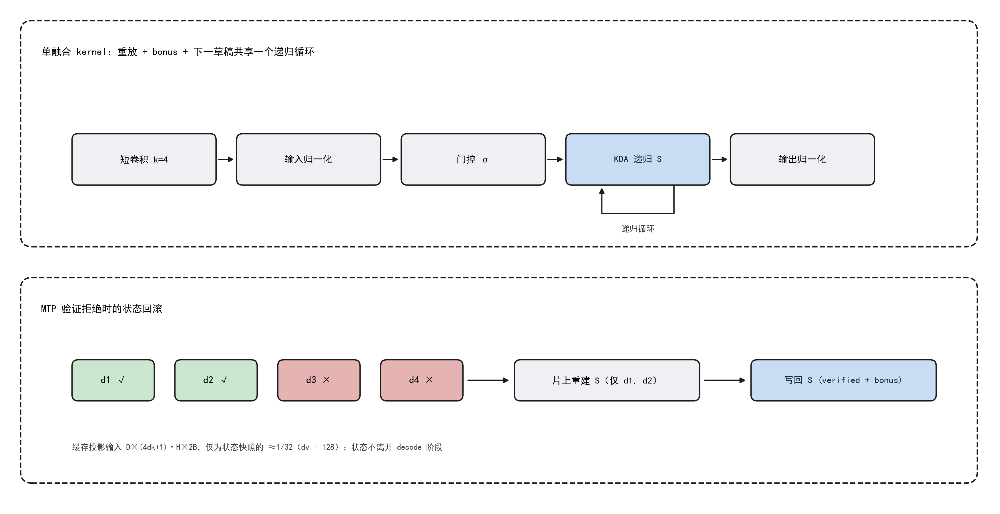 单融合 kernel：重放 + bonus + 下一草稿共享一个递归循环
短卷积 k=4
输入归一化
门控 σ
KDA 递归 S
输出归一化
递归循环
MTP 验证拒绝时的状态回滚
d1 √
d2 √
d3 ×
d4 ×
片上重建 S（仅 d1, d2）
写回 S（verified + bonus）
缓存投影输入 D×(4dk+1)·H×2B，仅为状态快照的 ≈1/32（dv = 128）；状态不离开 decode 阶段